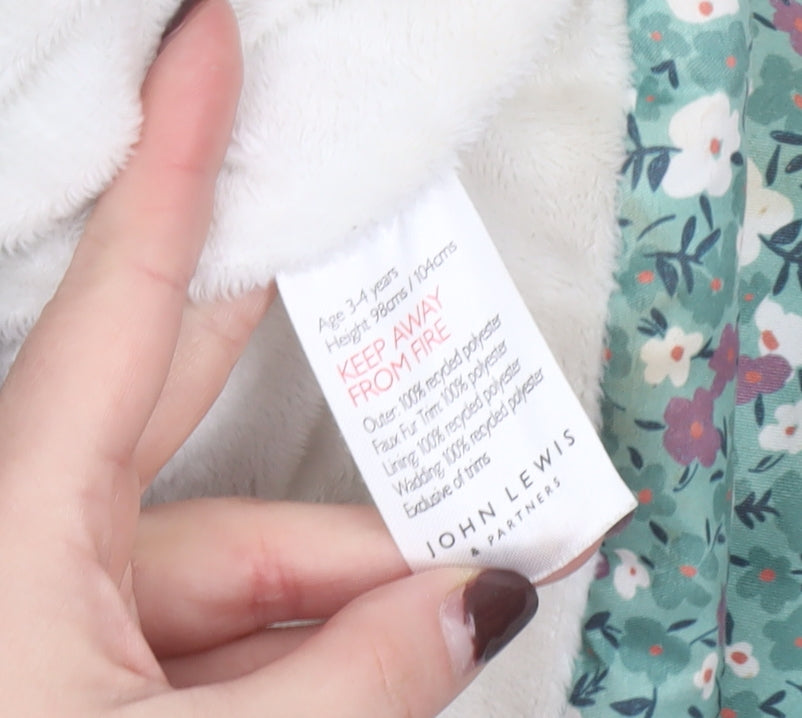 Age 3-4 years
Height 98cms / 104cms
KEEP AWAY
FROM FIRE
Outer: 100% recycled polyester
Faux Fur Trim: 100% polyester
Lining: 100% recycled polyester
Wadding: 100% recycled polyester
Exclusive of trims
JOHN LEWIS
& PARTNERS